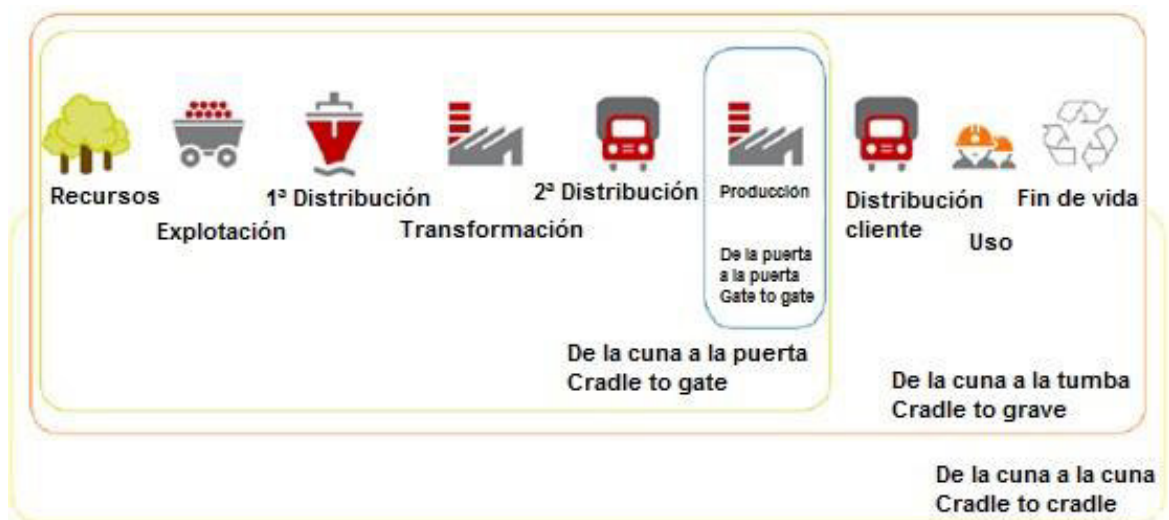 Recursos
Explotación
1ª Distribución
Transformación
2ª Distribución
Producción
De la puerta
a la puerta
Gate to gate
Distribución
cliente
Uso
Fin de vida
De la cuna a la puerta
Cradle to gate
De la cuna a la tumba
Cradle to grave
De la cuna a la cuna
Cradle to cradle